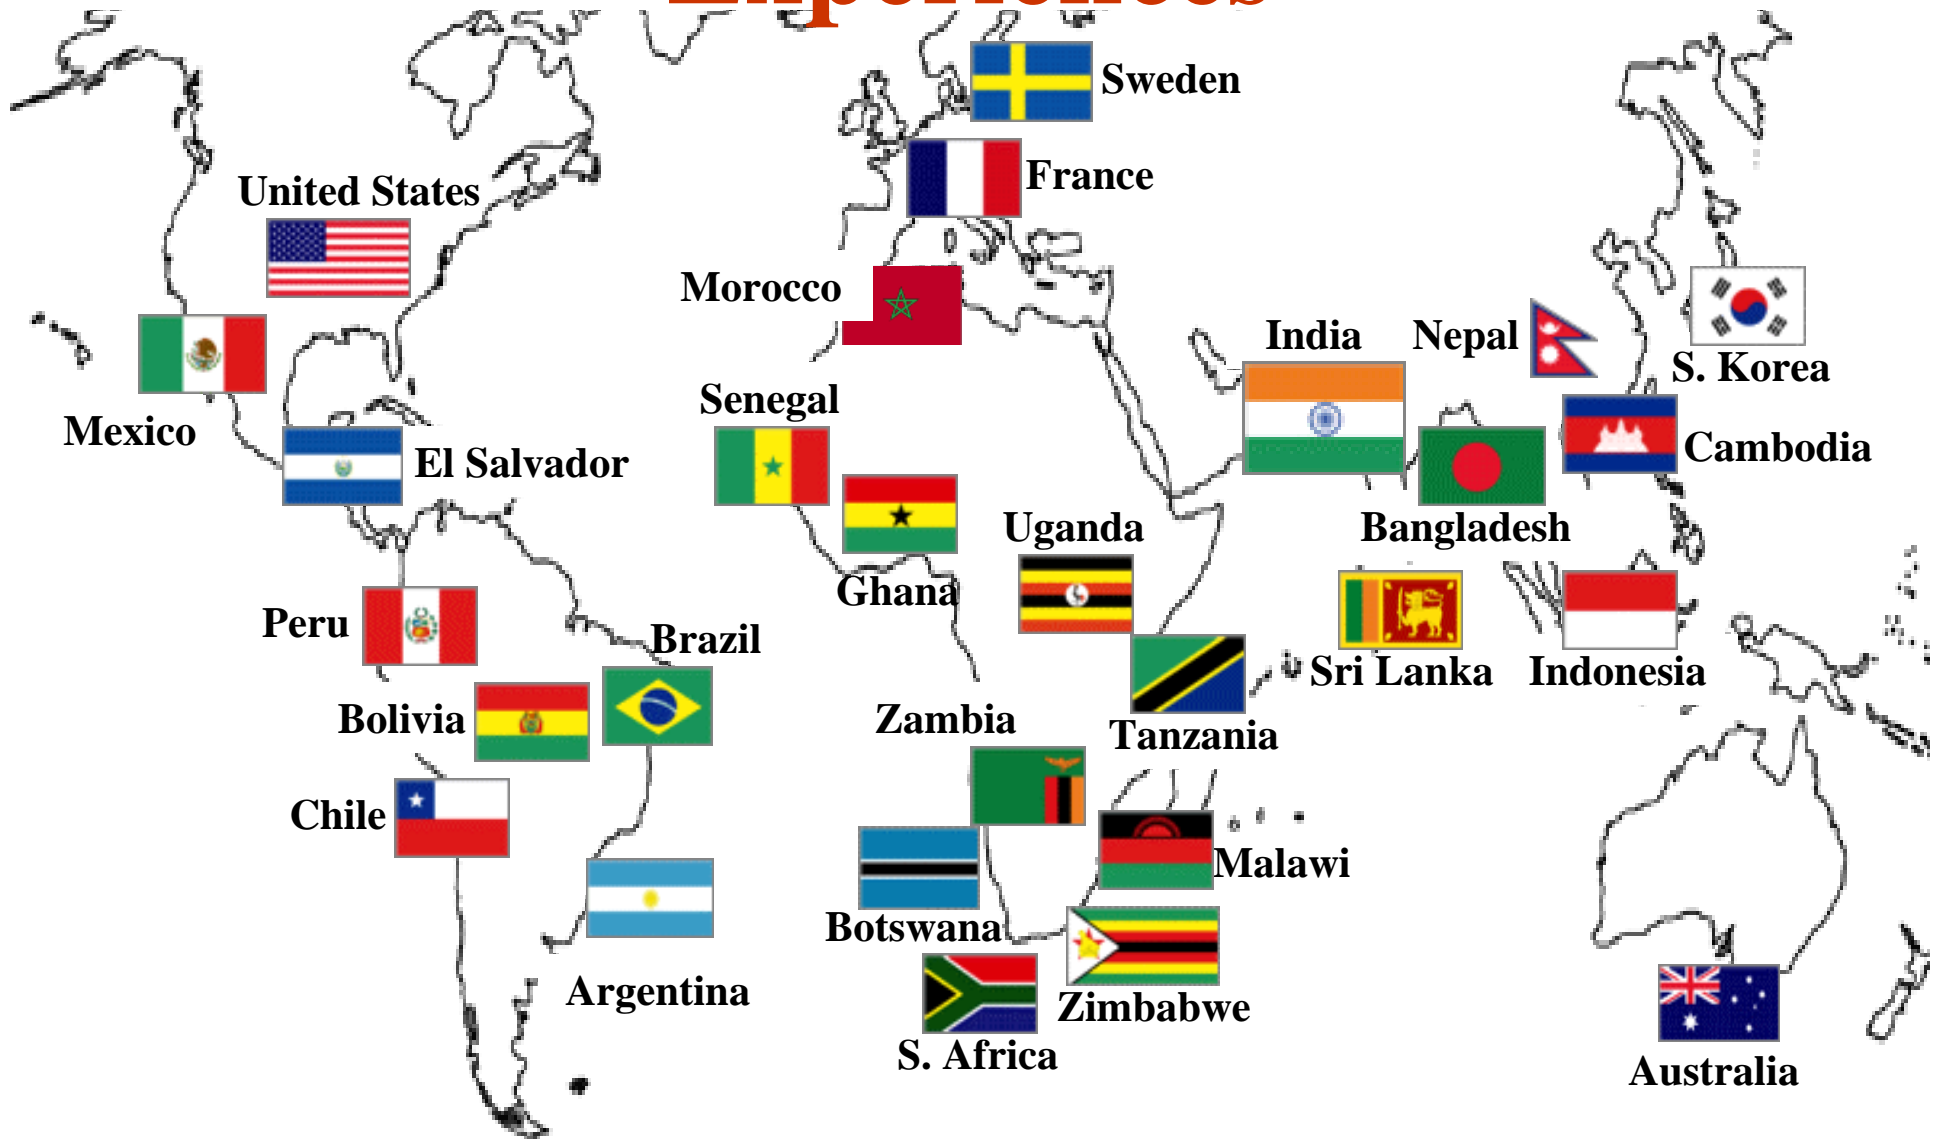 Experiences
Sweden
France
United States
Morocco
India
Nepal
S. Korea
Mexico
Senegal
El Salvador
Cambodia
Uganda
Bangladesh
Ghana
Peru
Brazil
Sri Lanka
Indonesia
Bolivia
Zambia
Tanzania
Chile
Malawi
Botswana
Argentina
Zimbabwe
S. Africa
Australia